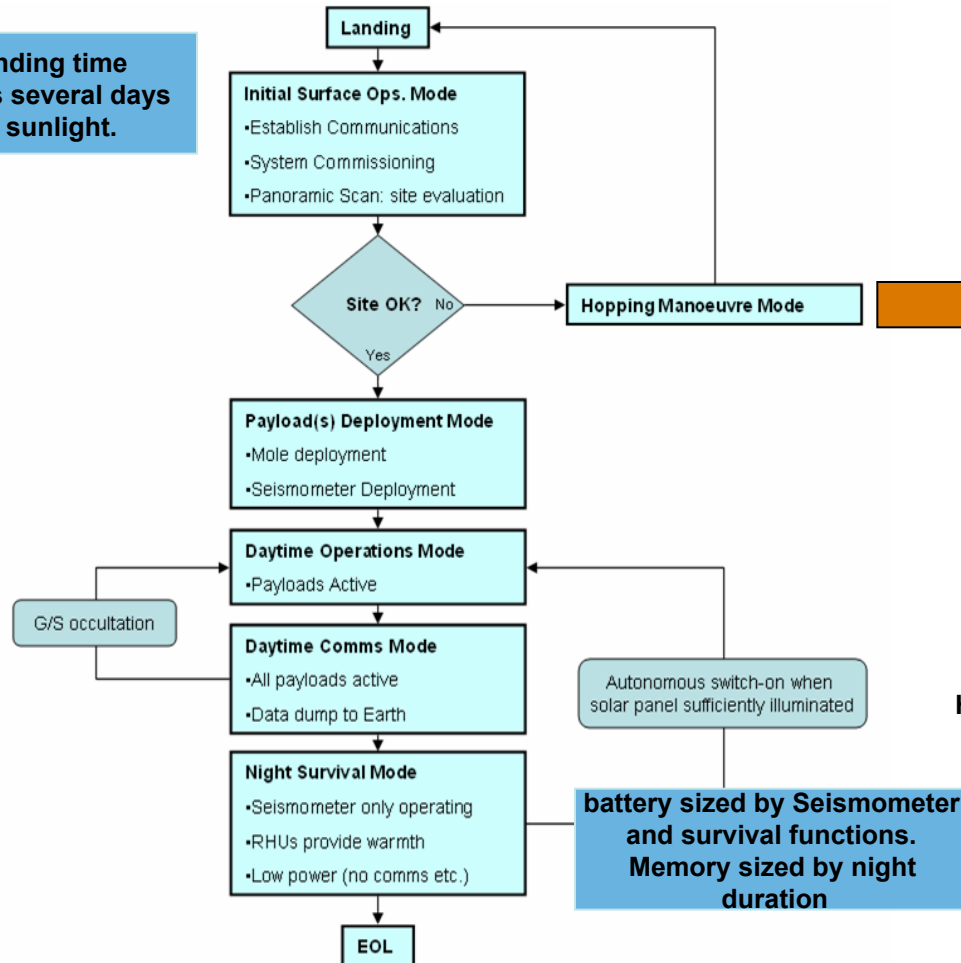 Landing
nding time
s several days
sunlight.
Initial Surface Ops. Mode
•Establish Communications
•System Commissioning
•Panoramic Scan: site evaluation
Site OK? No
Yes
Hopping Manoeuvre Mode
Payload(s) Deployment Mode
•Mole deployment
•Seismometer Deployment
Daytime Operations Mode
•Payloads Active
G/S occultation
Daytime Comms Mode
•All payloads active
•Data dump to Earth
Autonomous switch-on when
solar panel sufficiently illuminated
Night Survival Mode
•Seismometer only operating
•RHUs provide warmth
•Low power (no comms etc.)
battery sized by Seismometer
and survival functions.
Memory sized by night
duration
EOL